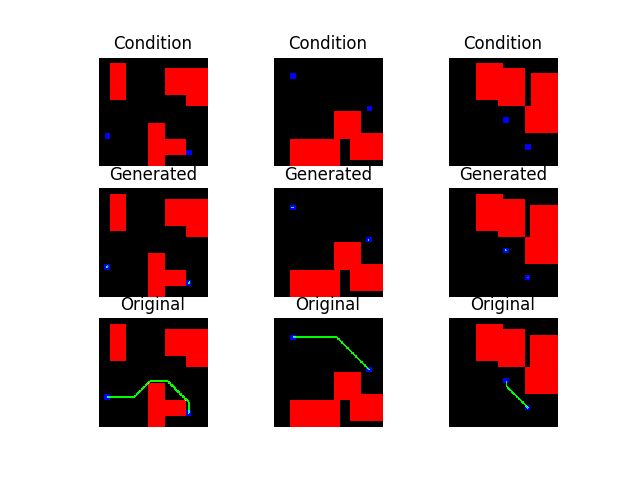 Condition Condition Condition
Generated Generated Generated
Original Original Original